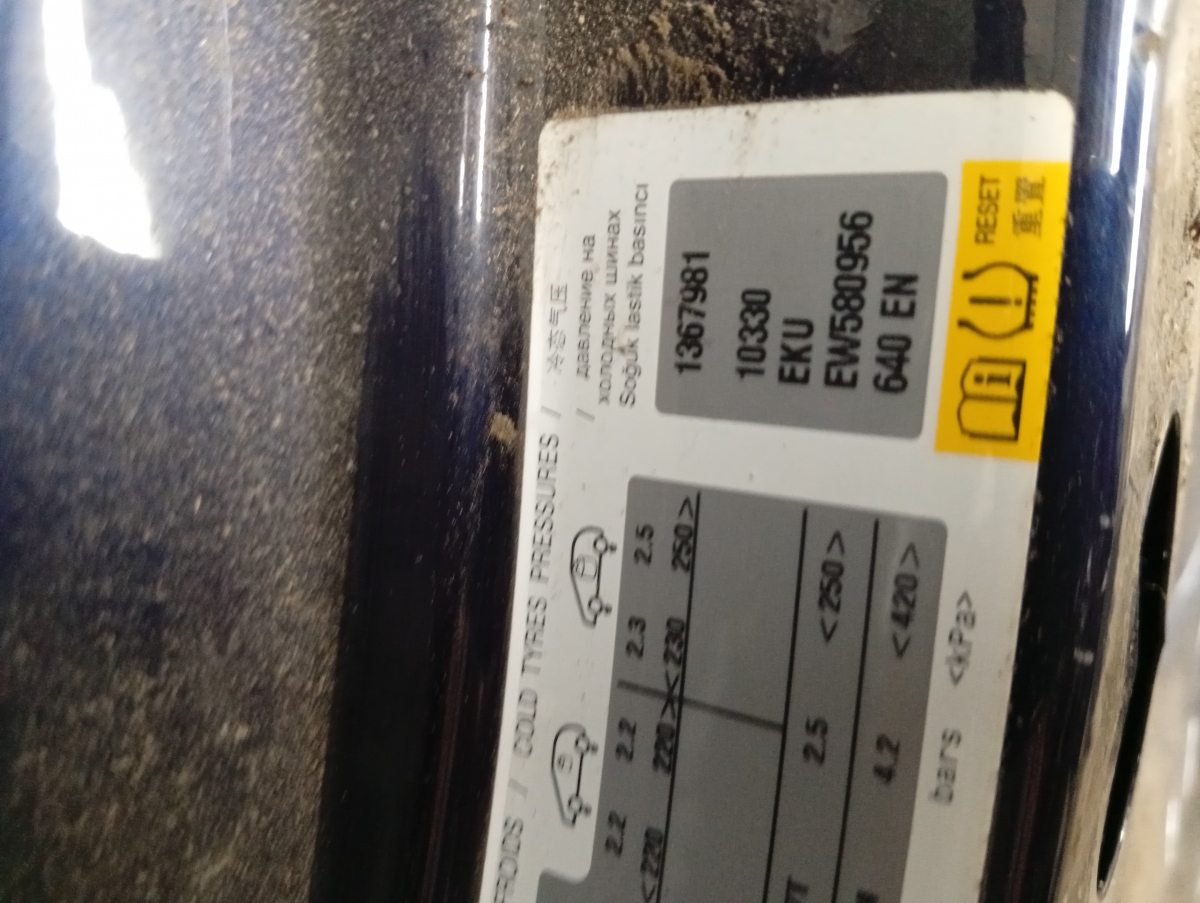 FROIDS / COLD TYRES PRESSURES / 冷态气压
/ давление на
холодных шинах
Soğuk lastik basıncı
1367981
10330
EKU
EW580956
640 EN
RESET
重置
2.2 2.2 2.3 2.5
<220 220> <230 250>
2.5 <250>
4.2 <420>
bars <kPa>